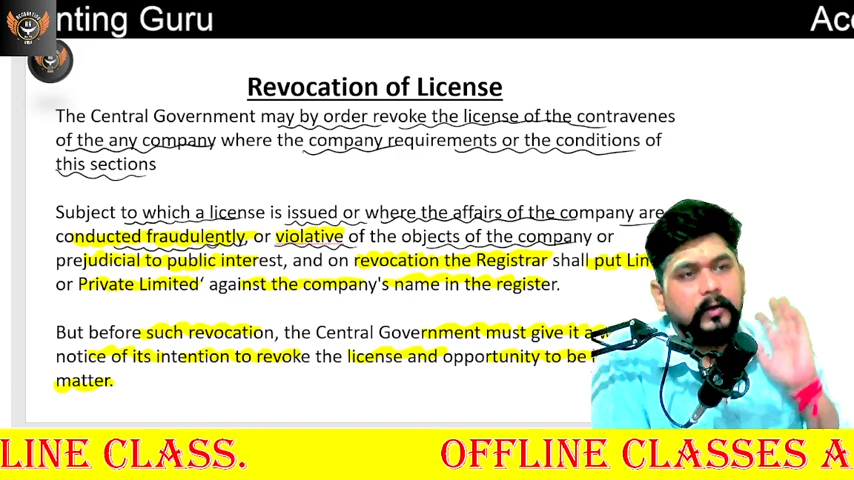 nting Guru
Acc
Revocation of License
The Central Government may by order revoke the license of the contravenes
of the any company where the company requirements or the conditions of
this sections
Subject to which a license is issued or where the affairs of the company are
conducted fraudulently, or violative of the objects of the company or
prejudicial to public interest, and on revocation the Registrar shall put
or Private Limited‘ against the company's name in the register.
But before such revocation, the Central Government must give it a
notice of its intention to revoke the license and opportunity to be
matter.
LINE CLASS.
OFFLINE CLASSES A